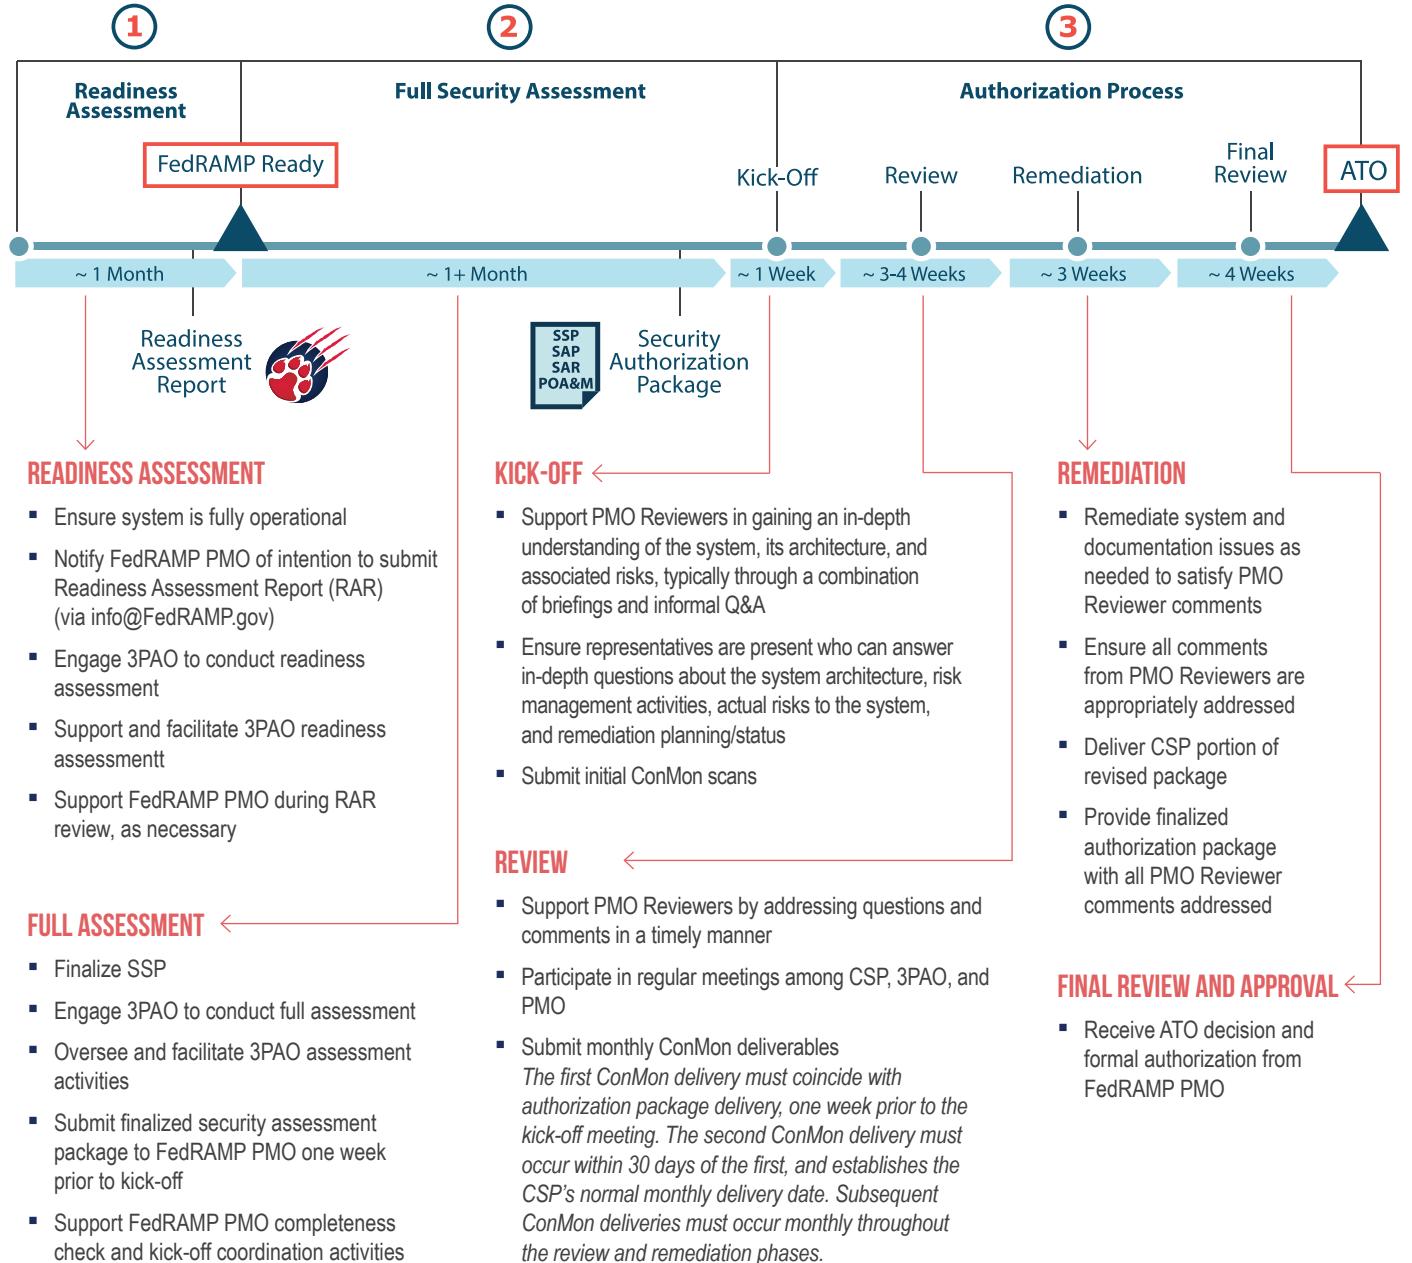 1
2
3
Readiness
Assessment
Full Security Assessment
Authorization Process
FedRAMP Ready
Kick-Off
Review
Remediation
Final
Review
ATO
~ 1 Month
~ 1+ Month
~ 1 Week
~ 3-4 Weeks
~ 3 Weeks
~ 4 Weeks
Readiness
Assessment
Report
SSP
SAP
SAR
POA&M
Security
Authorization
Package
READINESS ASSESSMENT
▪ Ensure system is fully operational
▪ Notify FedRAMP PMO of intention to submit
Readiness Assessment Report (RAR)
(via info@FedRAMP.gov)
▪ Engage 3PAO to conduct readiness
assessment
▪ Support and facilitate 3PAO readiness
assessmentt
▪ Support FedRAMP PMO during RAR
review, as necessary
FULL ASSESSMENT
▪ Finalize SSP
▪ Engage 3PAO to conduct full assessment
▪ Oversee and facilitate 3PAO assessment
activities
▪ Submit finalized security assessment
package to FedRAMP PMO one week
prior to kick-off
▪ Support FedRAMP PMO completeness
check and kick-off coordination activities
KICK-OFF
▪ Support PMO Reviewers in gaining an in-depth
understanding of the system, its architecture, and
associated risks, typically through a combination
of briefings and informal Q&A
▪ Ensure representatives are present who can answer
in-depth questions about the system architecture, risk
management activities, actual risks to the system,
and remediation planning/status
▪ Submit initial ConMon scans
REVIEW
▪ Support PMO Reviewers by addressing questions and
comments in a timely manner
▪ Participate in regular meetings among CSP, 3PAO, and
PMO
▪ Submit monthly ConMon deliverables
The first ConMon delivery must coincide with
authorization package delivery, one week prior to the
kick-off meeting. The second ConMon delivery must
occur within 30 days of the first, and establishes the
CSP's normal monthly delivery date. Subsequent
ConMon deliveries must occur monthly throughout
the review and remediation phases.
REMEDIATION
▪ Remediate system and
documentation issues as
needed to satisfy PMO
Reviewer comments
▪ Ensure all comments
from PMO Reviewers are
appropriately addressed
▪ Deliver CSP portion of
revised package
▪ Provide finalized
authorization package
with all PMO Reviewer
comments addressed
FINAL REVIEW AND APPROVAL
▪ Receive ATO decision and
formal authorization from
FedRAMP PMO